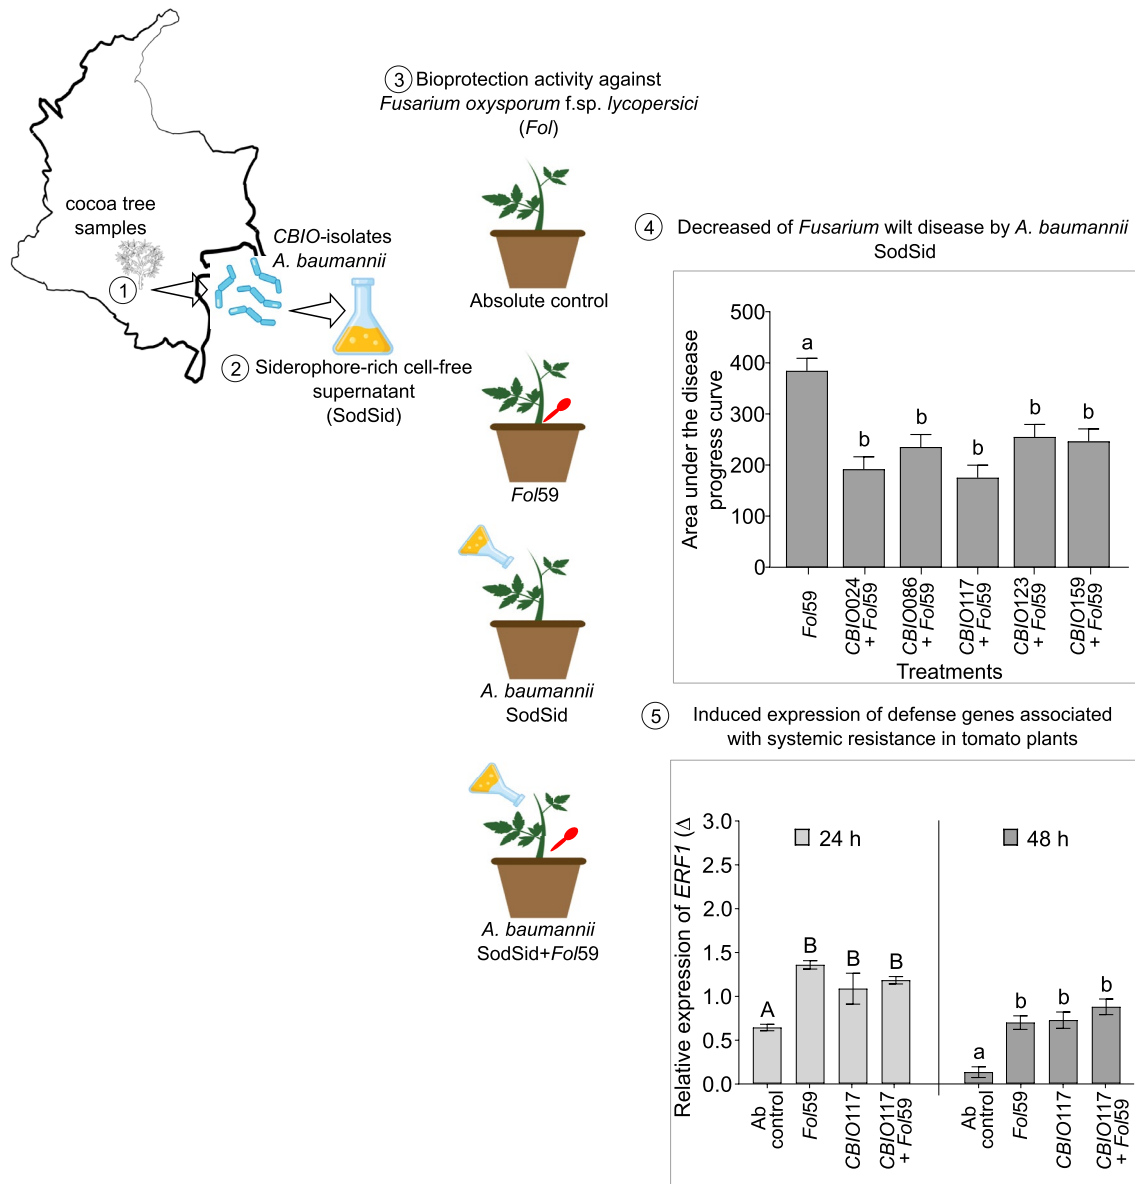 cocoa tree
samples
1
CBIO-isolates
A. baumannii
2 Siderophore-rich cell-free
supernatant
(SodSid)
3 Bioprotection activity against
Fusarium oxysporum f.sp. lycopersici
(Fol)
Absolute control
Fol59
A. baumannii
SodSid
A. baumannii
SodSid+Fol59
4 Decreased of Fusarium wilt disease by A. baumannii
SodSid
Area under the disease
progress curve
500
400
300
200
100
0
a
b
b
b
b
b
Fol59
CBIO024
+ Fol59
CBIO086
+ Fol59
CBIO117
+ Fol59
CBIO123
+ Fol59
CBIO159
+ Fol59
Treatments
5 Induced expression of defense genes associated
with systemic resistance in tomato plants
Relative expression of ERF1 (Δ
3.0
2.5
2.0
1.5
1.0
0.5
0.0
24 h
48 h
A
B
B
B
a
b
b
b
Ab
control
Fol59
CBIO117
CBIO117
+ Fol59
Ab
control
Fol59
CBIO117
CBIO117
+ Fol59